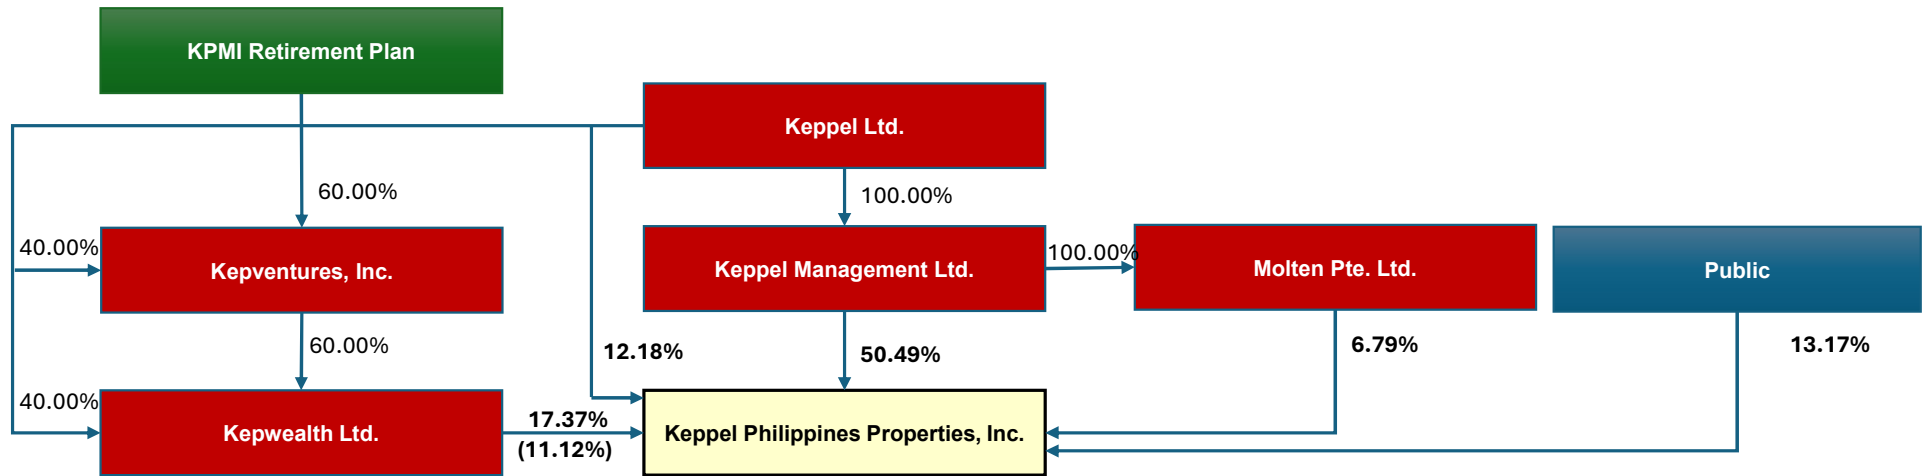 KPMI Retirement Plan
Keppel Ltd.
60.00%
100.00%
40.00%
Kepventures, Inc.
Keppel Management Ltd.
100.00%
Molten Pte. Ltd.
Public
60.00%
12.18%
50.49%
6.79%
13.17%
40.00%
Kepwealth Ltd.
17.37%
(11.12%)
Keppel Philippines Properties, Inc.